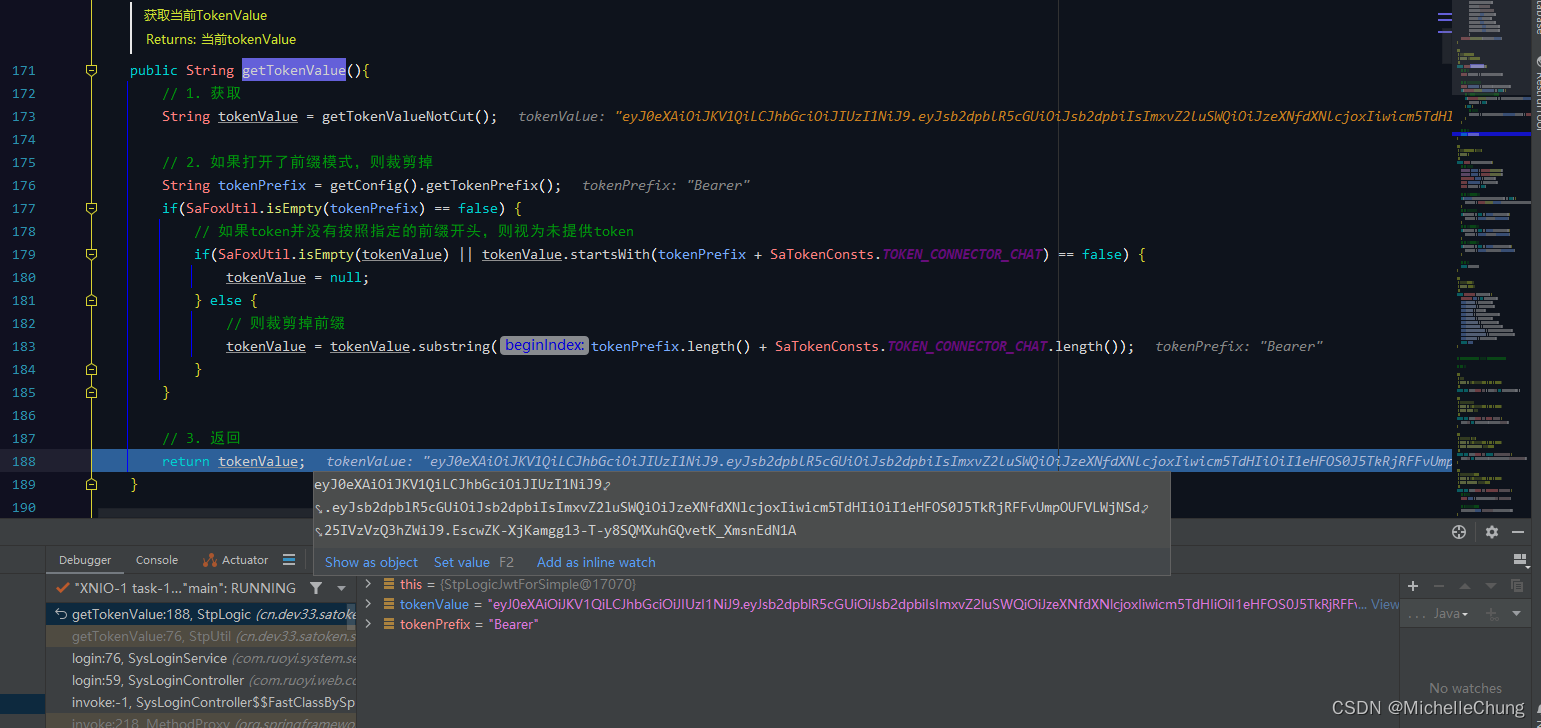 获取当前TokenValue
Returns: 当前tokenValue
171 public String getTokenValue(){
172 // 1. 获取
173 String tokenValue = getTokenValueNotCut(); tokenValue: "eyJ0eXAiOiJKV1QiLCJhbGciOiJIUzI1NiJ9.eyJsb2dpblR5cGUiOiJsb2dpbiIsImxvZ2luSWQiOiJzeXNfdXNlcjoxIiwicm5TdHI
174
175 // 2. 如果打开了前缀模式，则裁剪掉
176 String tokenPrefix = getConfig().getTokenPrefix(); tokenPrefix: "Bearer"
177 if(SaFoxUtil.isEmpty(tokenPrefix) == false) {
178 // 如果token并没有按照指定的前缀开头，则视为未提供token
179 if(SaFoxUtil.isEmpty(tokenValue) || tokenValue.startsWith(tokenPrefix + SaTokenConsts.TOKEN_CONNECTOR_CHAT) == false) {
180 tokenValue = null;
181 } else {
182 // 则裁剪掉前缀
183 tokenValue = tokenValue.substring( beginIndex: tokenPrefix.length() + SaTokenConsts.TOKEN_CONNECTOR_CHAT.length()); tokenPrefix: "Bearer"
184 }
185 }
186
187 // 3. 返回
188 return tokenValue; tokenValue: "eyJ0eXAiOiJKV1QiLCJhbGciOiJIUzI1NiJ9.eyJsb2dpblR5cGUiOiJsb2dpbiIsImxvZ2luSWQiOiJzeXNfdXNlcjoxIiwicm5TdHIiOiI1eHFOS0J5TkRjRFFvUmp
189 }
190
eyJ0eXAiOiJKV1QiLCJhbGciOiJIUzI1NiJ9
.eyJsb2dpblR5cGUiOiJsb2dpbiIsImxvZ2luSWQiOiJzeXNfdXNlcjoxIiwicm5TdHIiOiI1eHFOS0J5TkRjRFFvUmpOUFVLWjNSd
25IVzVzQ3hZWiJ9.EscwZK-XjKamgg13-T-y8SQMXuhGQvetK_XmsnEdN1A
Show as object Set value F2 Add as inline watch
Debugger Console Actuator
"XNIO-1 task-1..."main": RUNNING
getTokenValue:188, StpLogic (cn.dev33.satoke
getTokenValue:76, StpUtil (cn.dev33.satoken.s
login:76, SysLoginService (com.ruoyi.system.se
login:59, SysLoginController (com.ruoyi.web.co
invoke:-1, SysLoginController$$FastClassBySp
invoke:218, MethodProxy (org.springframewo
this = {StpLogicJwtForSimple@17070}
tokenValue = "eyJ0eXAiOiJKV1QiLCJhbGciOiJIUzI1NiJ9.eyJsb2dpblR5cGUiOiJsb2dpbiIsImxvZ2luSWQiOiJzeXNfdXNlcjoxIiwicm5TdHIiOiI1eHFOS0J5TkRjRFFv... View
tokenPrefix = "Bearer"
... Java
No watches
CSDN @MichelleChung